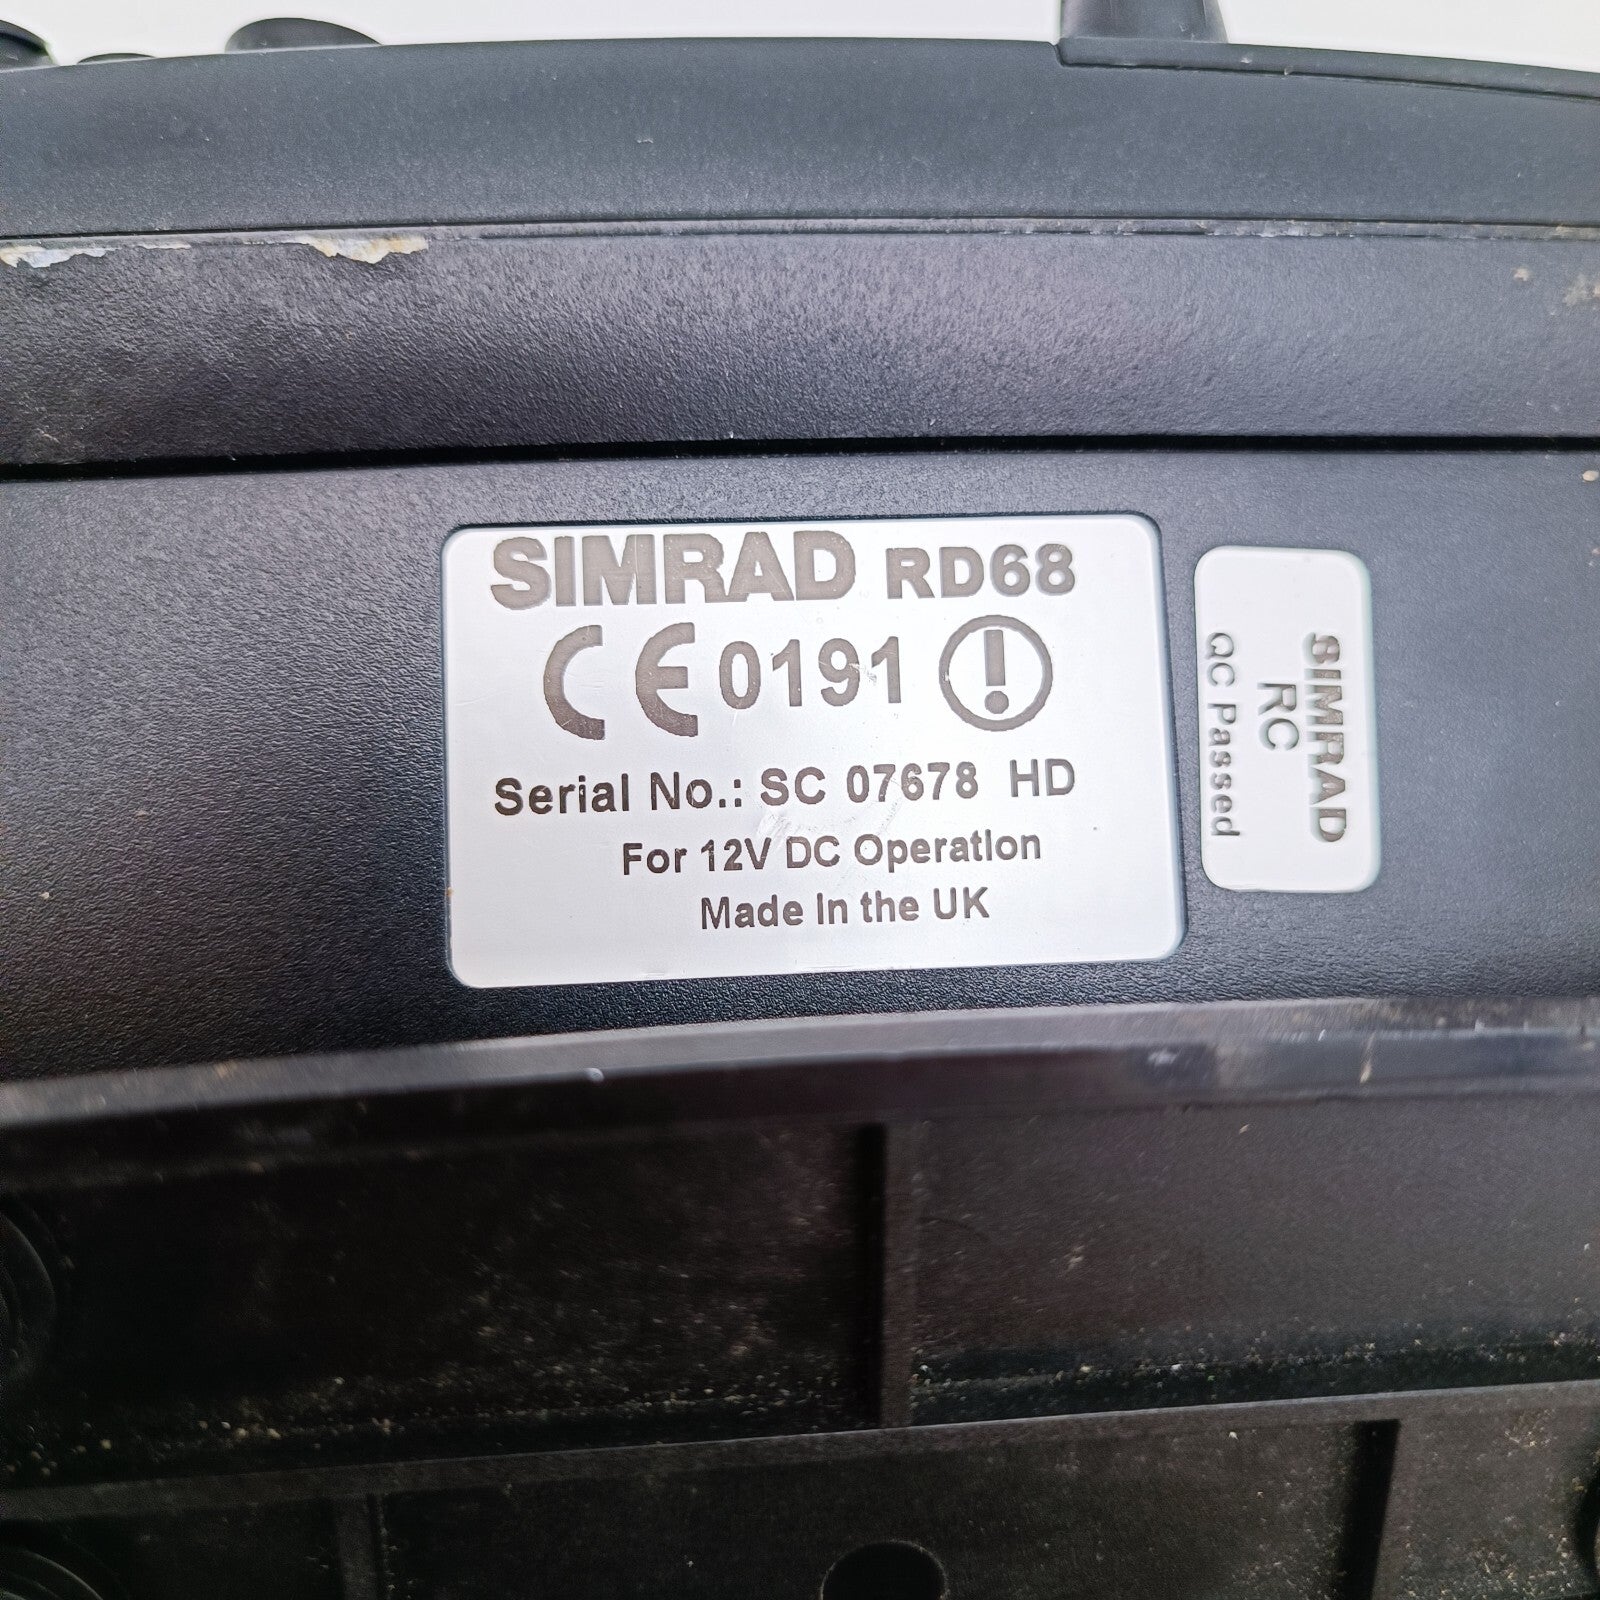 SIMRAD RD68
CE 0191 !
Serial No.: SC 07678 HD
For 12V DC Operation
Made In the UK
SIMRAD
RC
QC Passed